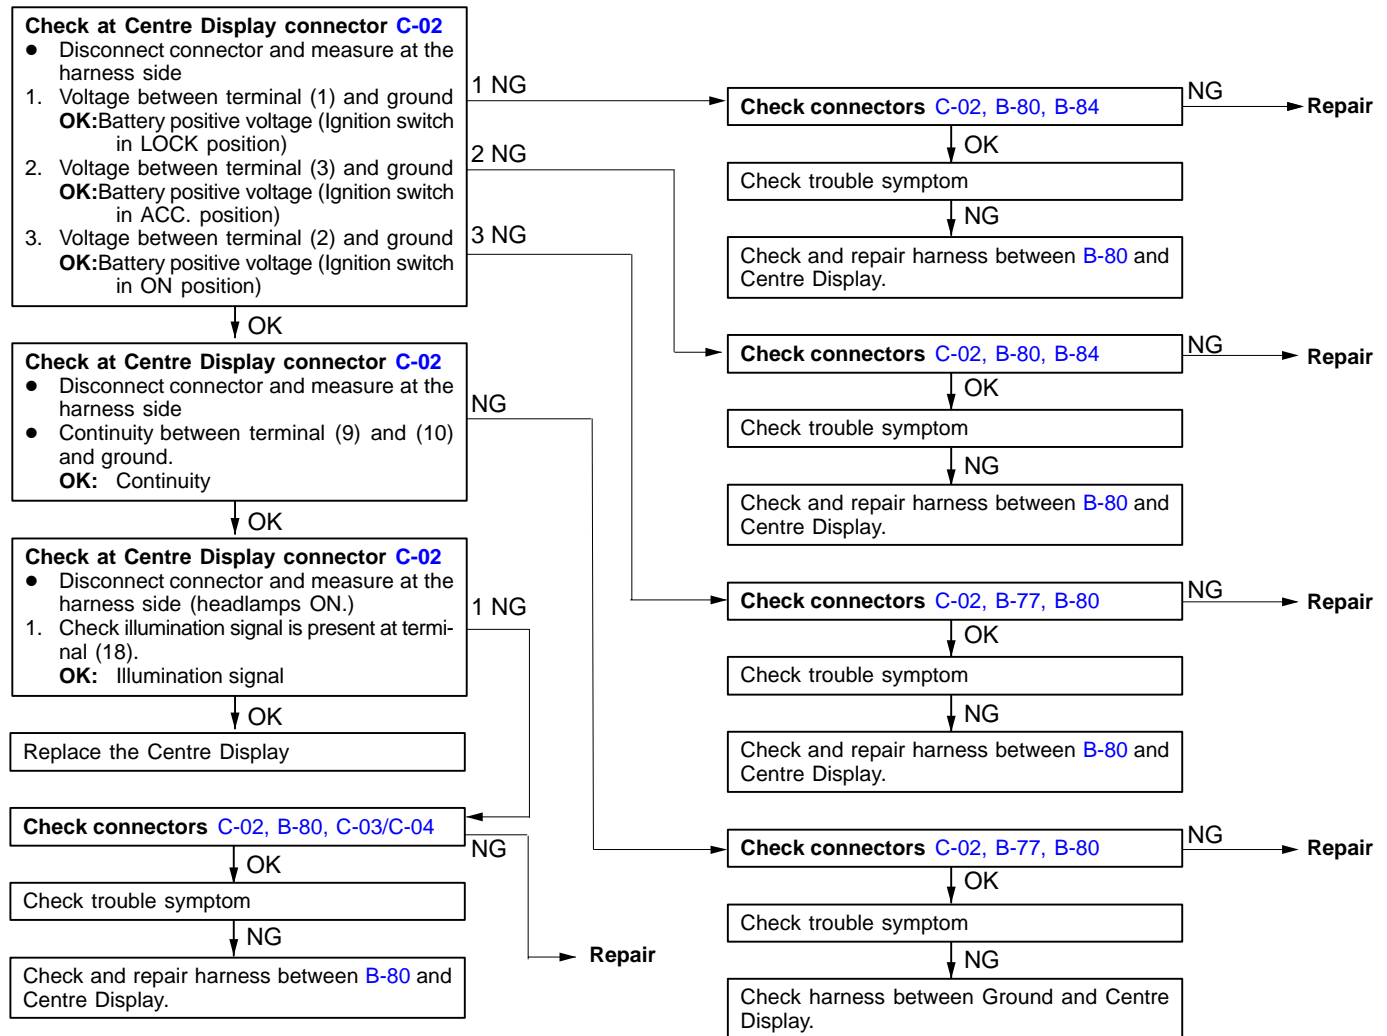 Check at Centre Display connector C-02
● Disconnect connector and measure at the
harness side
1. Voltage between terminal (1) and ground
OK:Battery positive voltage (Ignition switch
in LOCK position)
2. Voltage between terminal (3) and ground
OK:Battery positive voltage (Ignition switch
in ACC. position)
3. Voltage between terminal (2) and ground
OK:Battery positive voltage (Ignition switch
in ON position)
1 NG
2 NG
3 NG
OK
Check at Centre Display connector C-02
● Disconnect connector and measure at the
harness side
● Continuity between terminal (9) and (10)
and ground.
OK: Continuity
NG
OK
Check at Centre Display connector C-02
● Disconnect connector and measure at the
harness side (headlamps ON.)
1. Check illumination signal is present at termi-
nal (18).
OK: Illumination signal
1 NG
OK
Replace the Centre Display
Check connectors C-02, B-80, C-03/C-04
NG
Repair
OK
Check trouble symptom
NG
Check and repair harness between B-80 and
Centre Display.
Check connectors C-02, B-80, B-84
NG
Repair
OK
Check trouble symptom
NG
Check and repair harness between B-80 and
Centre Display.
Check connectors C-02, B-80, B-84
NG
Repair
OK
Check trouble symptom
NG
Check and repair harness between B-80 and
Centre Display.
Check connectors C-02, B-77, B-80
NG
Repair
OK
Check trouble symptom
NG
Check and repair harness between B-80 and
Centre Display.
Check connectors C-02, B-77, B-80
NG
Repair
OK
Check trouble symptom
NG
Check harness between Ground and Centre
Display.